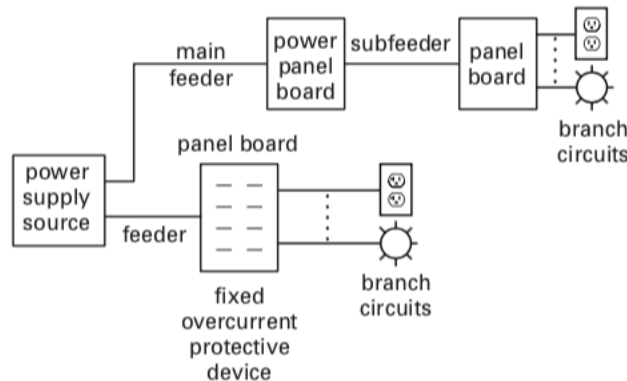 main
feeder
power
panel
board
subfeeder
panel
board
branch
circuits
power
supply
source
panel board
feeder
fixed
overcurrent
protective
device
branch
circuits